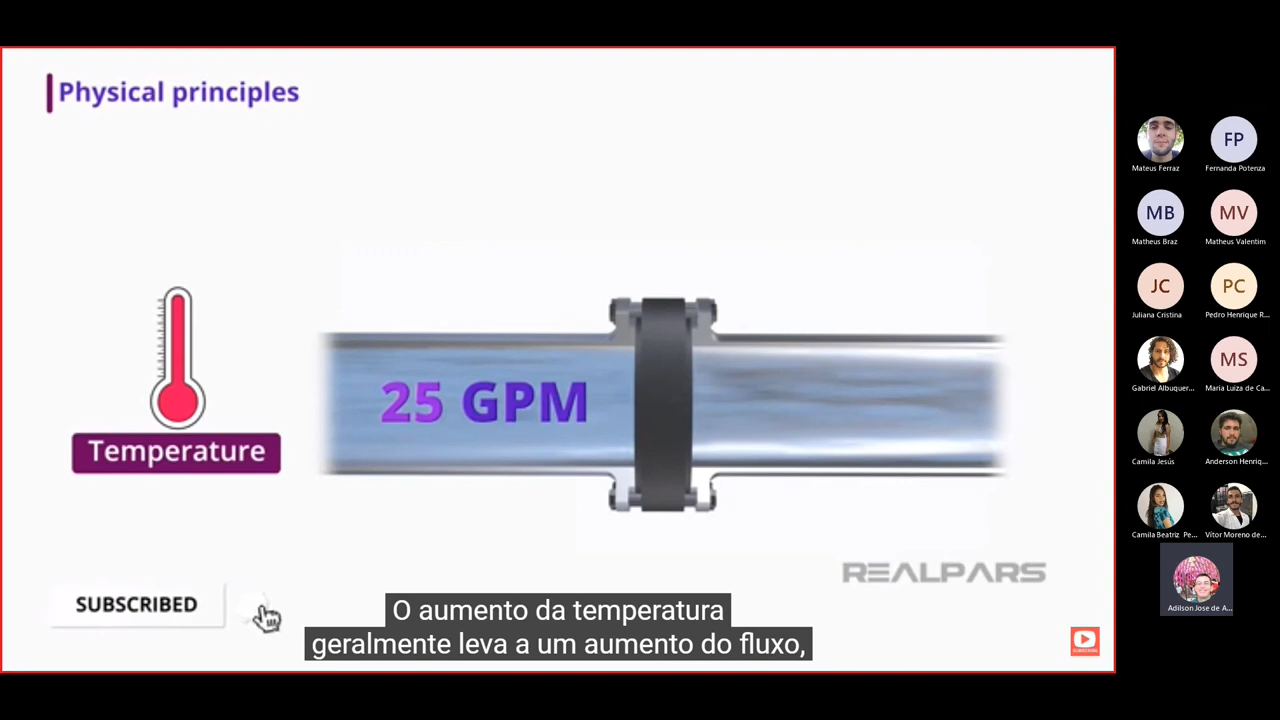 Physical principles
25 GPM
Temperature
REALPARS
SUBSCRIBED
O aumento da temperatura
geralmente leva a um aumento do fluxo,
Mateus Ferraz
FP
Fernanda Potenza
MB
Matheus Braz
MV
Matheus Valentim
JC
Juliana Cristina
PC
Pedro Henrique R...
Gabriel Albuquer...
MS
Maria Luiza de Ca...
Camila Jesús
Anderson Henriq...
Camila Beatriz Pe...
Vítor Moreno de...
Adilson Jose de A...